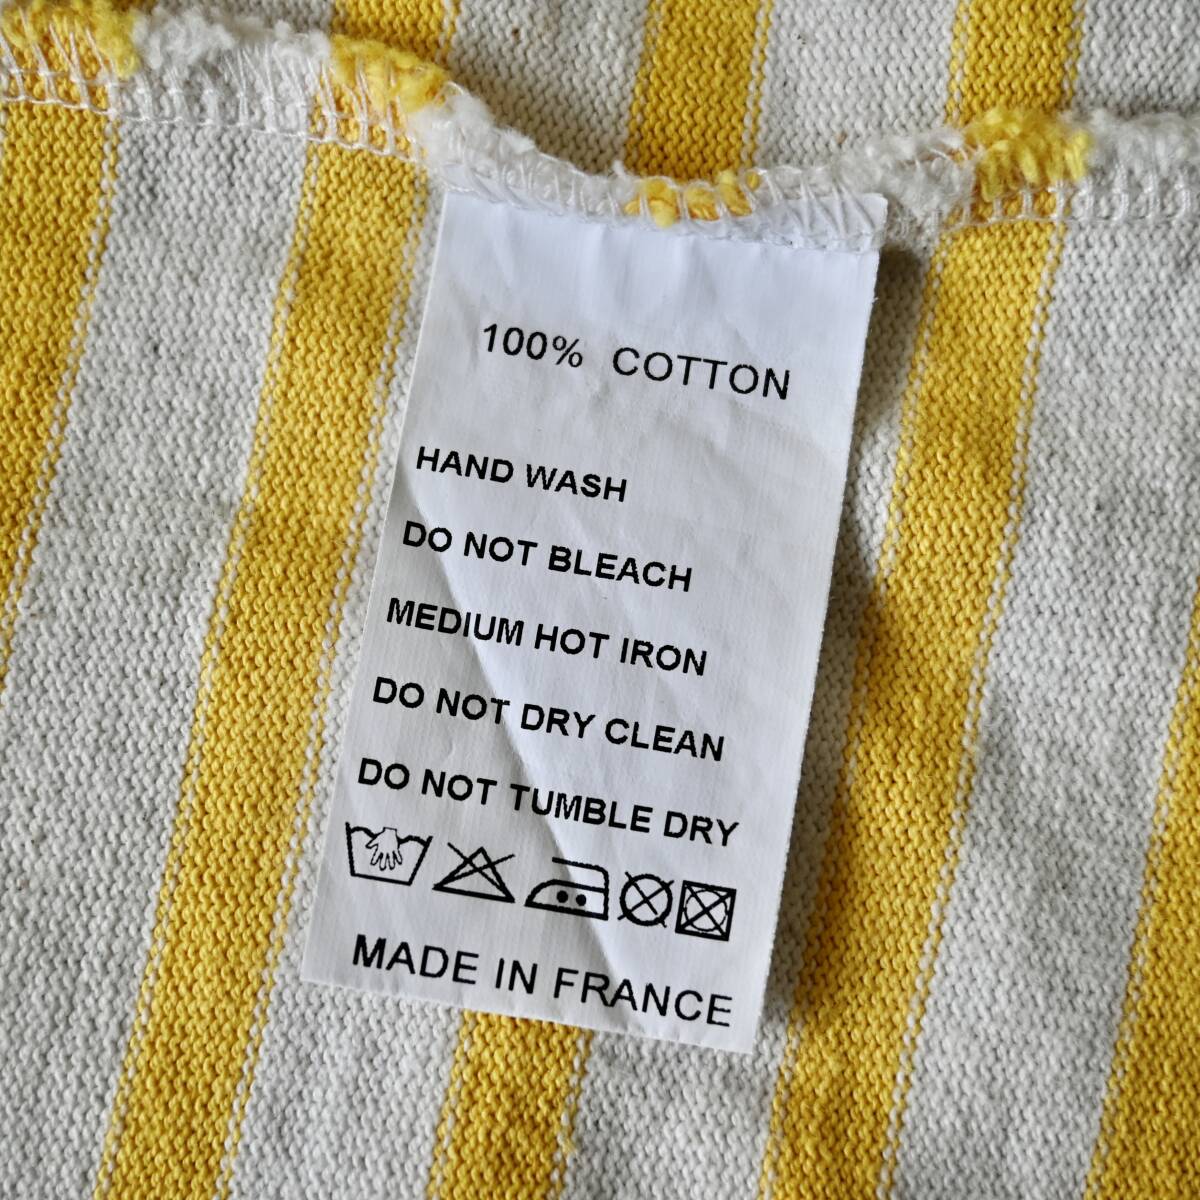 100% COTTON
HAND WASH
DO NOT BLEACH
MEDIUM HOT IRON
DO NOT DRY CLEAN
DO NOT TUMBLE DRY
MADE IN FRANCE